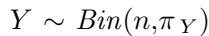 Y ∼ Bin(n,π_Y)